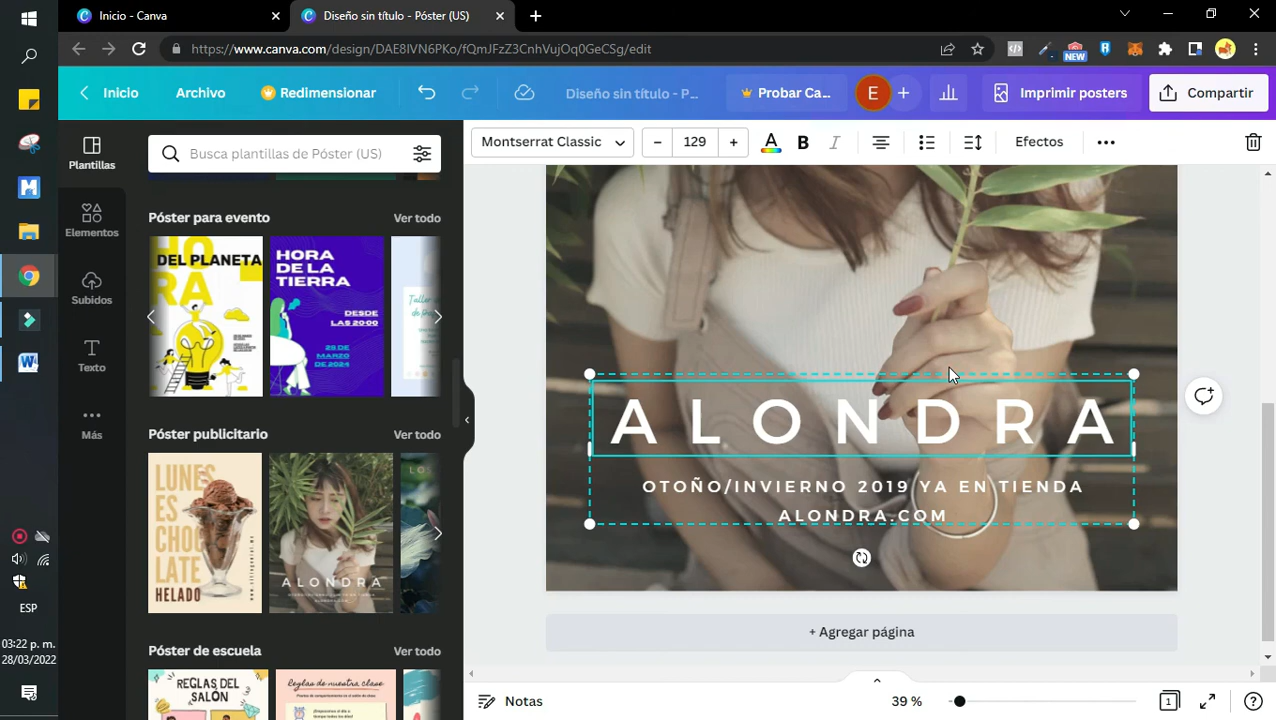 Inicio - Canva
Diseño sin título - Póster (US)
https://www.canva.com/design/DAE8IVN6PKo/fQmJFzZ3CnhVujOq0GeCSg/edit
NEW
Inicio
Archivo
Redimensionar
Diseño sin título - P...
Probar Ca...
E
Imprimir posters
Compartir
Plantillas
Elementos
Subidos
Texto
Más
Busca plantillas de Póster (US)
Montserrat Classic
129
B
I
Efectos
Póster para evento
Ver todo
HO
DEL PLANETA
RA
HORA
DE LA
TIERRA
DESDE
LAS 20:00
29 DE
MARZO
DE 2024
Póster publicitario
Ver todo
LUNES
ES
CHOCO
LATE
HELADO
ALONDRA
Póster de escuela
Ver todo
REGLAS DEL
SALÓN
Reglas de nuestra clase
ALONDRA
OTOÑO/INVIERNO 2019 YA EN TIENDA
ALONDRA.COM
+ Agregar página
Notas
39 %
1
ESP
03:22 p. m.
28/03/2022